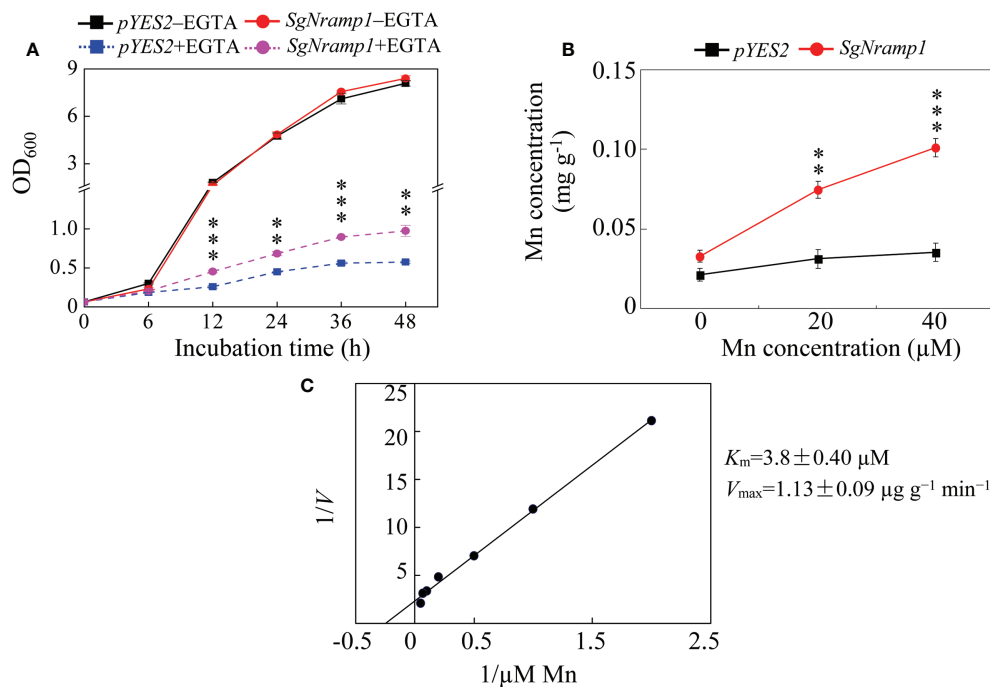 A
pYES2–EGTA
SgNramp1–EGTA
pYES2+EGTA
SgNramp1+EGTA
9
6
3
1.0
0.5
0
OD600
***
**
***
**
0 6 12 24 36 48
Incubation time (h)
B
pYES2
SgNramp1
0.15
0.10
0.05
0
Mn concentration
(mg g-1)
**
***
0 20 40
Mn concentration (μM)
C
25
20
15
10
5
1/V
-0.5 0 0.5 1.5 2.5
1/μM Mn
Km=3.8±0.40 μM
Vmax=1.13±0.09 μg g−1 min−1